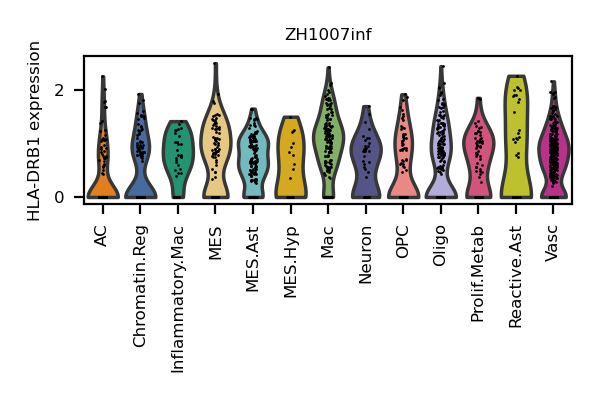 ZH1007inf
HLA-DRB1 expression
2
0
AC
Chromatin.Reg
Inflammatory.Mac
MES
MES.Ast
MES.Hyp
Mac
Neuron
OPC
Oligo
Prolif.Metab
Reactive.Ast
Vasc